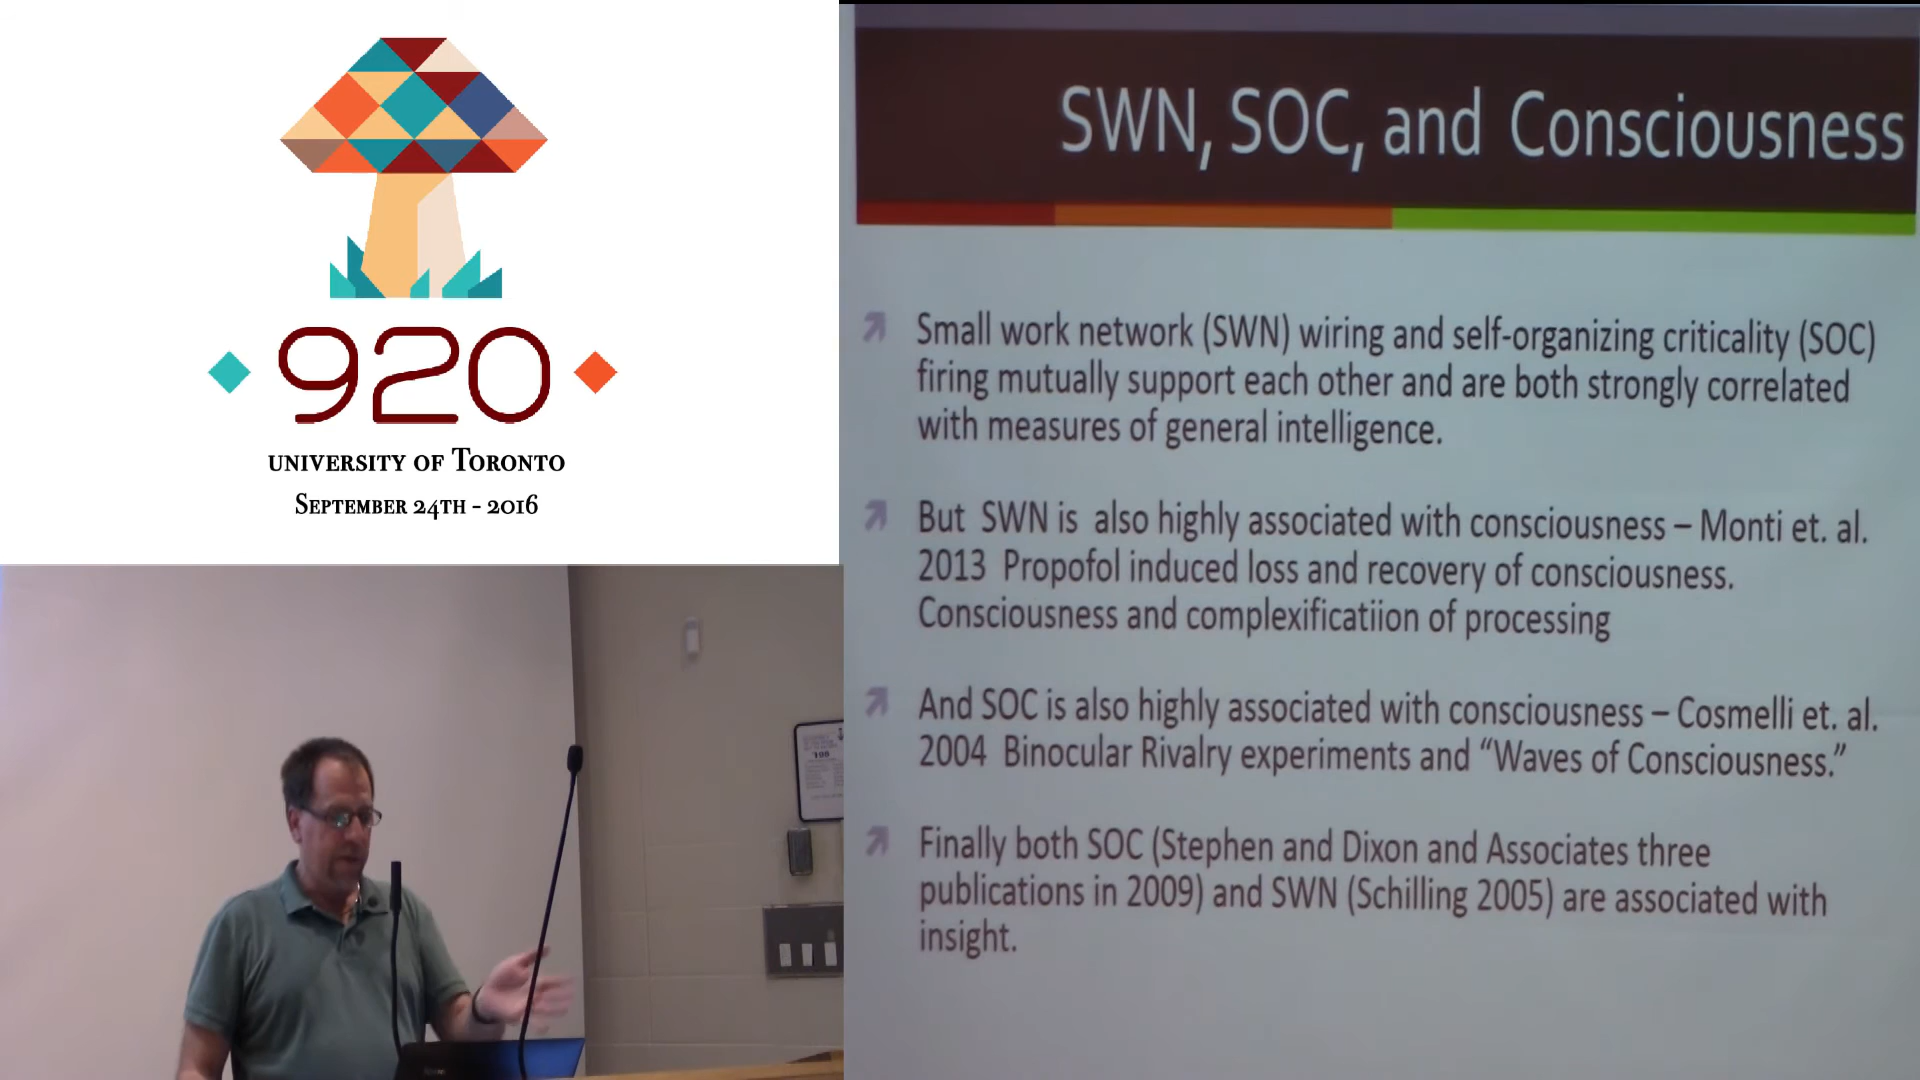 920
UNIVERSITY OF TORONTO
SEPTEMBER 24TH - 2016
SWN, SOC, and Consciousness
Small work network (SWN) wiring and self-organizing criticality (SOC)
firing mutually support each other and are both strongly correlated
with measures of general intelligence.
But SWN is also highly associated with consciousness – Monti et. al.
2013 Propofol induced loss and recovery of consciousness.
Consciousness and complexificatiion of processing
And SOC is also highly associated with consciousness – Cosmelli et. al.
2004 Binocular Rivalry experiments and “Waves of Consciousness.”
Finally both SOC (Stephen and Dixon and Associates three
publications in 2009) and SWN (Schilling 2005) are associated with
insight.